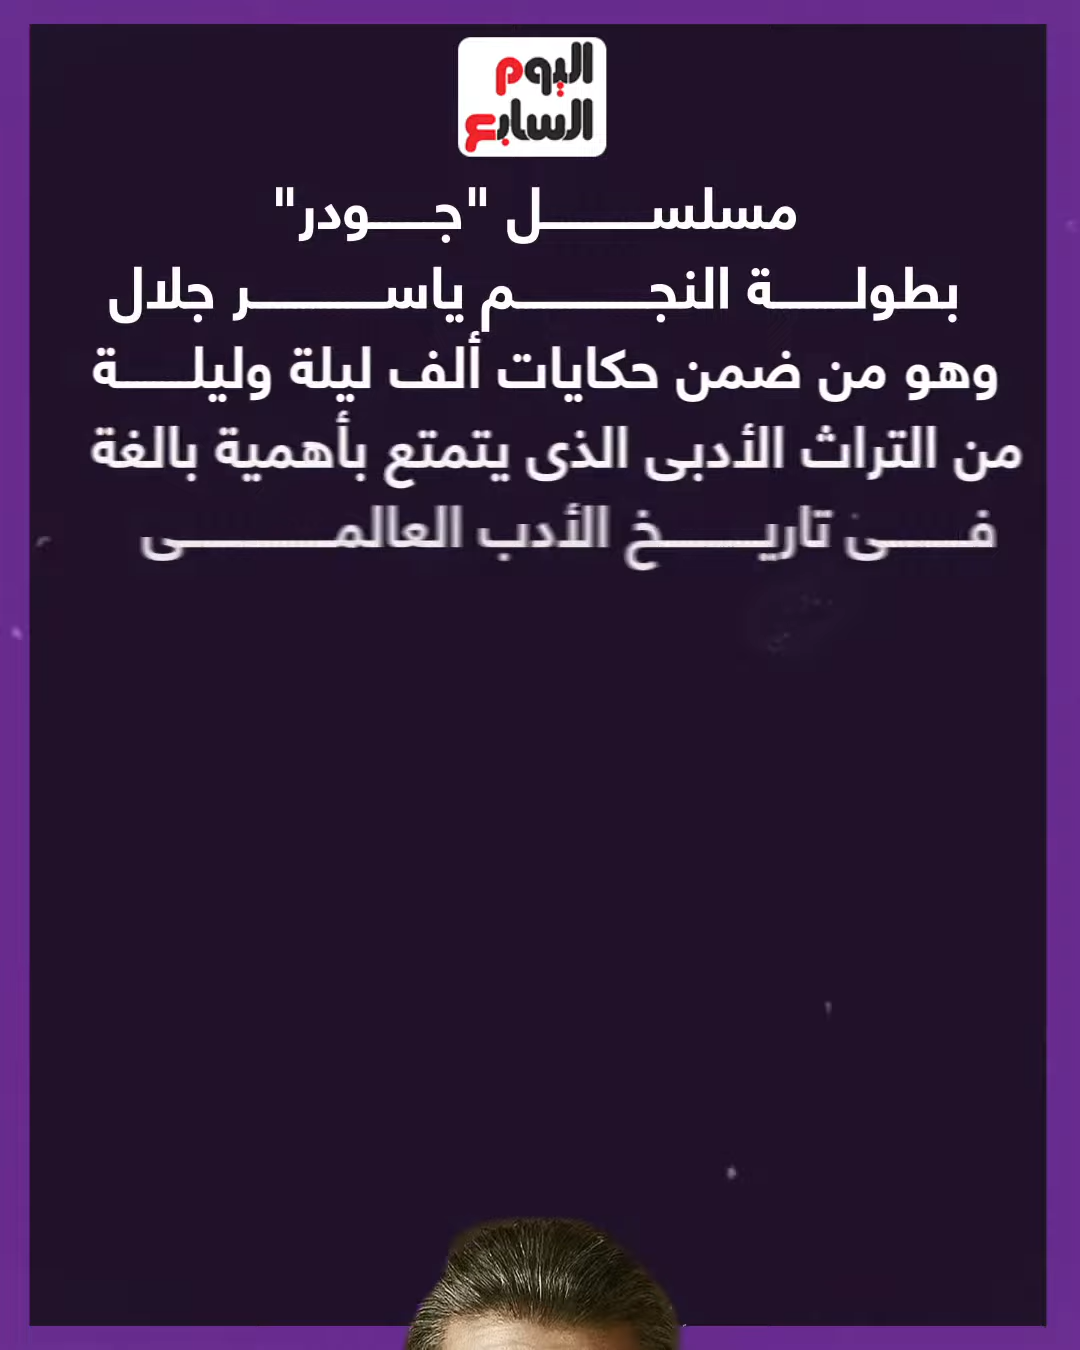 اليوم
السابع
مسلسل "جودر"
بطولة النجم ياسر جلال
وهو من ضمن حكايات ألف ليلة وليلة
من التراث الأدبى الذى يتمتع بأهمية بالغة
فى تاريخ الأدب العالمى